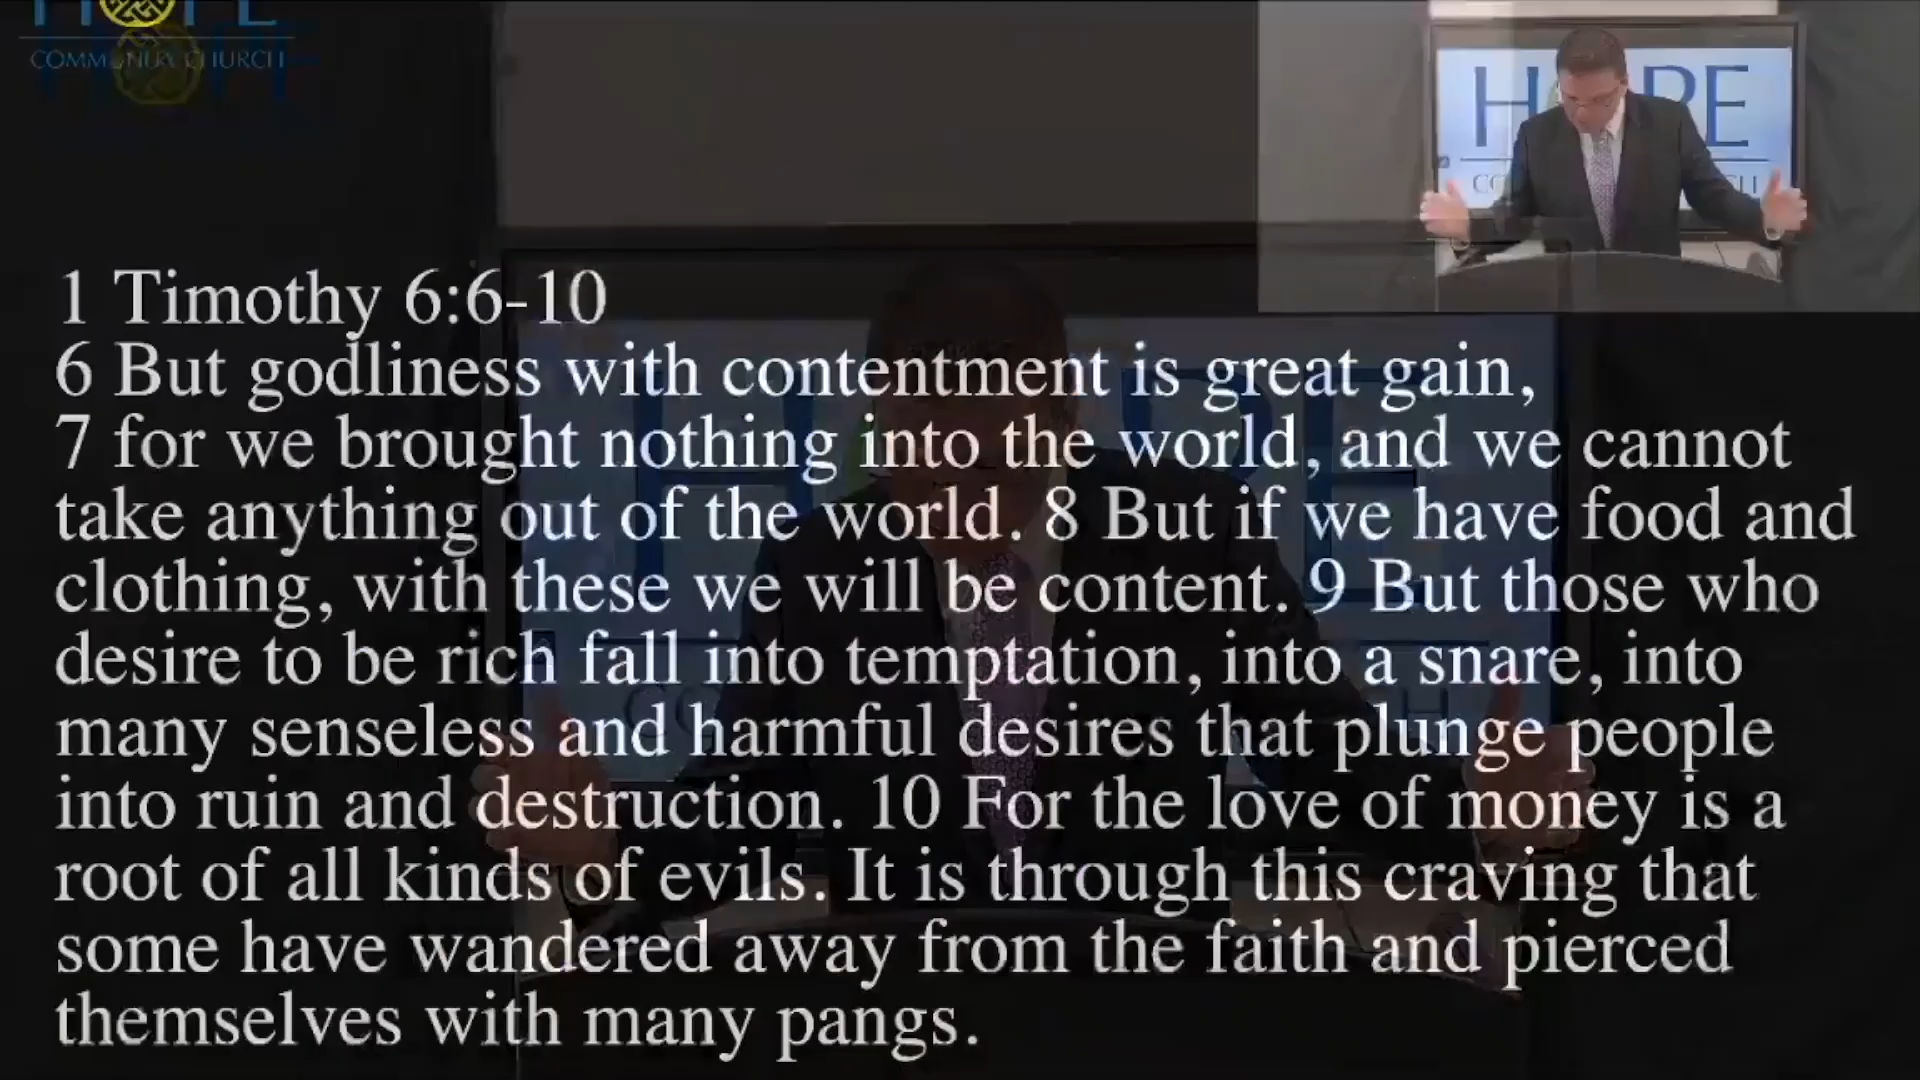 HOPE
COMMUNITY CHURCH
HOPE
1 Timothy 6:6-10
6 But godliness with contentment is great gain,
7 for we brought nothing into the world, and we cannot
take anything out of the world. 8 But if we have food and
clothing, with these we will be content. 9 But those who
desire to be rich fall into temptation, into a snare, into
many senseless and harmful desires that plunge people
into ruin and destruction. 10 For the love of money is a
root of all kinds of evils. It is through this craving that
some have wandered away from the faith and pierced
themselves with many pangs.